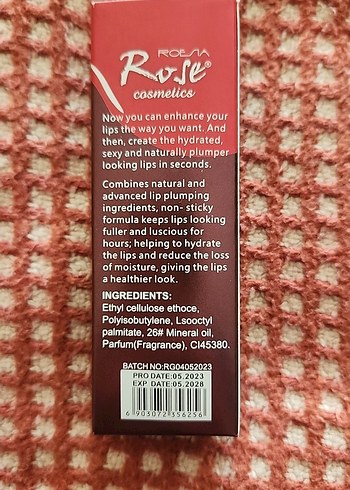 ROESIA
Rose®
cosmetics
Now you can enhance your
lips the way you want. And
then, create the hydrated,
sexy and naturally plumper
looking lips in seconds.
Combines natural and
advanced lip plumping
ingredients, non- sticky
formula keeps lips looking
fuller and luscious for
hours; helping to hydrate
the lips and reduce the loss
of moisture, giving the lips
a healthier look.
INGREDIENTS:
Ethyl cellulose ethoce,
Polyisobutylene, Lsooctyl
palmitate, 26# Mineral oil,
Parfum(Fragrance), CI45380.
BATCH NO:RG04052023
PRO DATE:05.2023
EXP DATE:05.2028
6 903072 356256